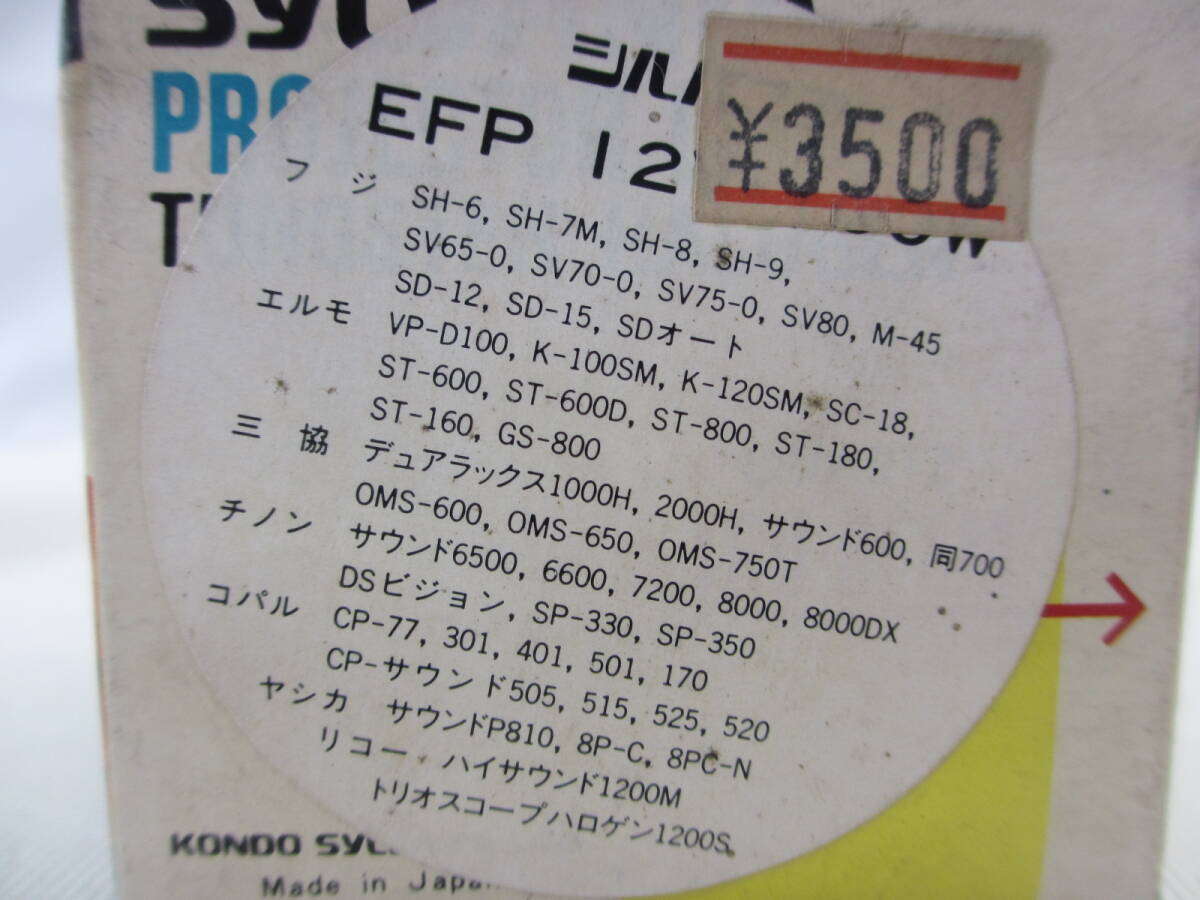 シル
¥3500
EFP 12
フジ SH-6, SH-7M, SH-8, SH-9,
SV65-0, SV70-0, SV75-0, SV80, M-45
SD-12, SD-15, SDオート
エルモ VP-D100, K-100SM, K-120SM, SC-18,
ST-600, ST-600D, ST-800, ST-180,
ST-160, GS-800
三協 デュアラックス1000H, 2000H, サウンド600, 同700
OMS-600, OMS-650, OMS-750T
チノン サウンド6500, 6600, 7200, 8000, 8000DX
DSビジョン, SP-330, SP-350
コパル CP-77, 301, 401, 501, 170
CP-サウンド505, 515, 525, 520
ヤシカ サウンドP810, 8P-C, 8PC-N
リコー ハイサウンド1200M
トリオスコープハロゲン1200S
KONDO SYL
Made in Japa